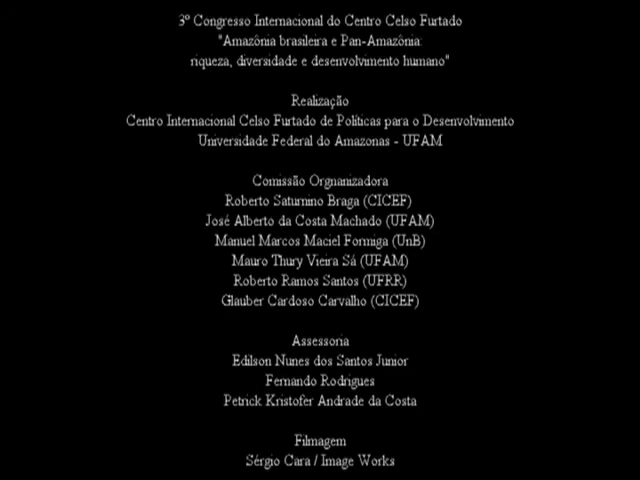 3º Congresso Internacional do Centro Celso Furtado
"Amazônia brasileira e Pan-Amazônia:
riqueza, diversidade e desenvolvimento humano"
Realização
Centro Internacional Celso Furtado de Políticas para o Desenvolvimento
Universidade Federal do Amazonas - UFAM
Comissão Orgnanizadora
Roberto Saturnino Braga (CICEF)
José Alberto da Costa Machado (UFAM)
Manuel Marcos Maciel Formiga (UnB)
Mauro Thury Vieira Sá (UFAM)
Roberto Ramos Santos (UFRR)
Glauber Cardoso Carvalho (CICEF)
Assessoria
Edilson Nunes dos Santos Junior
Fernando Rodrigues
Petrick Kristofer Andrade da Costa
Filmagem
Sérgio Cara / Image Works